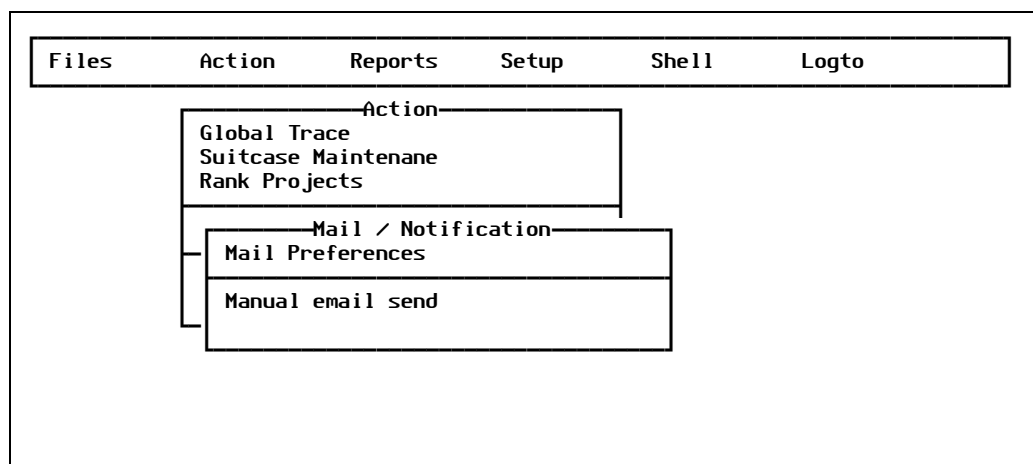 Files Action Reports Setup Shell Logto
Action
Global Trace
Suitcase Maintenane
Rank Projects
Mail / Notification
Mail Preferences
Manual email send